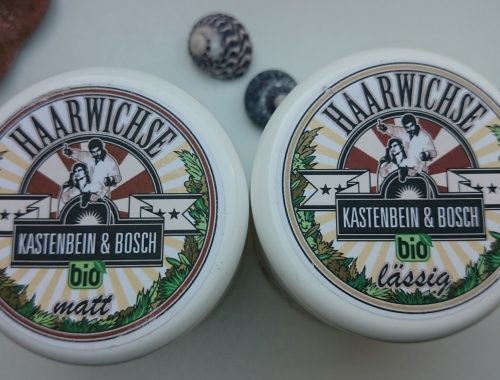 HAARWICHSE
KASTENBEIN & BOSCH
bio
matt
HAARWICHSE
KASTENBEIN & BOSCH
bio
lässig